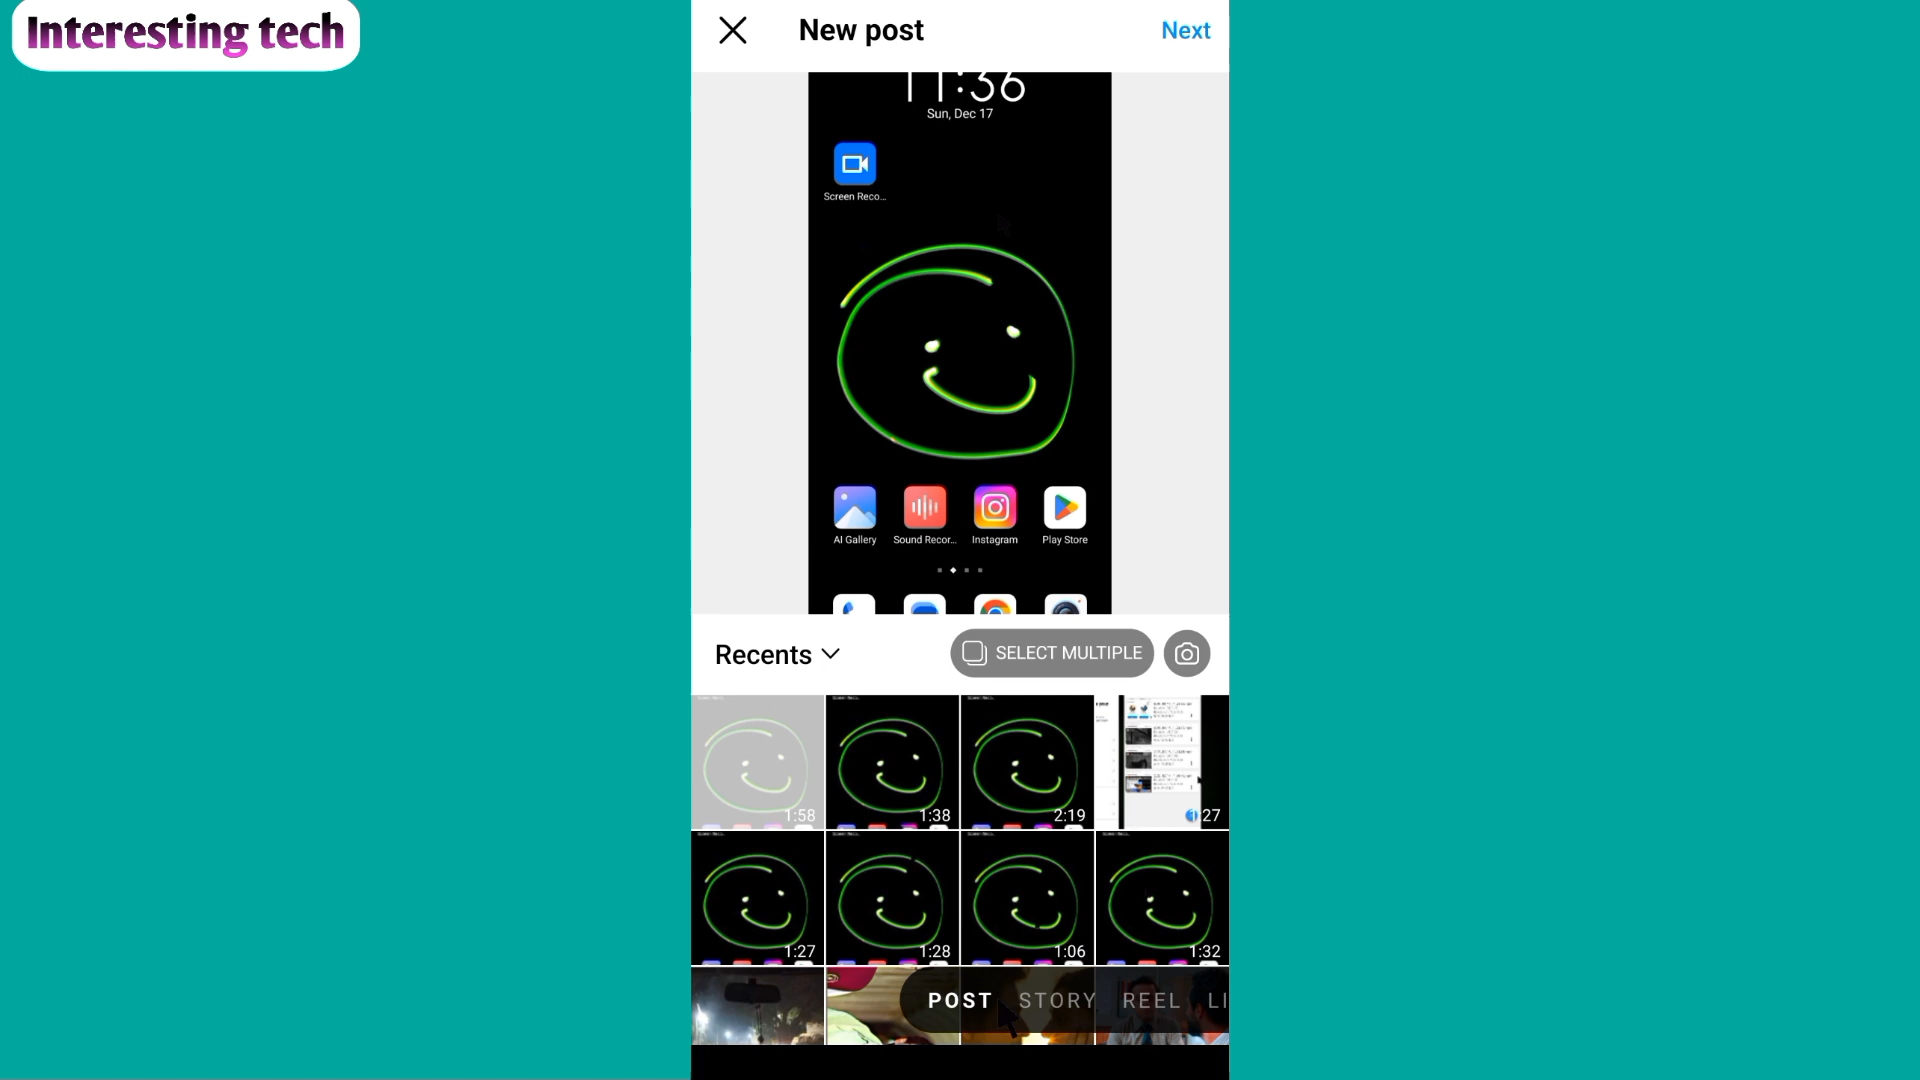 Interesting tech
New post
Next
11:36
Sun, Dec 17
Screen Reco...
AI Gallery
Sound Recor...
Instagram
Play Store
Recents
SELECT MULTIPLE
1:58
1:38
2:19
1:27
1:27
1:28
1:06
1:32
POST STORY REEL LI